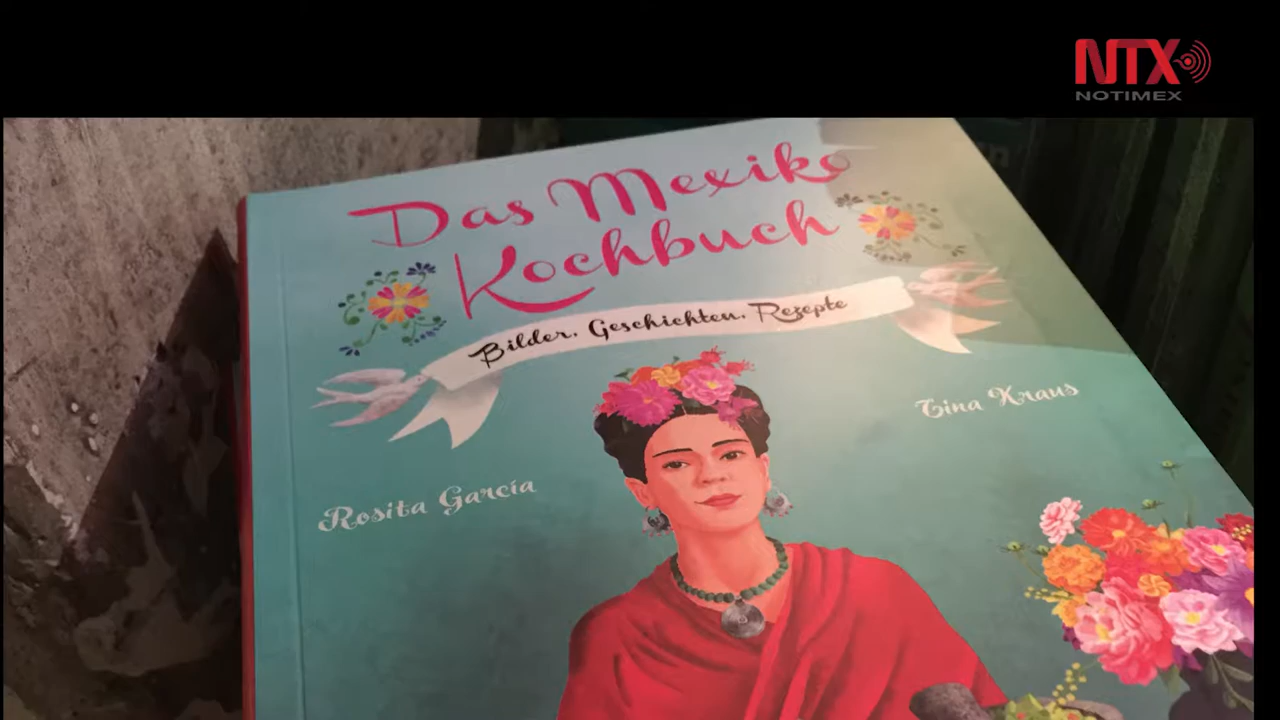 NTX
NOTIMEX
Das Mexiko
Kochbuch
Bilder. Geschichten. Rezepte
Tina Kraus
Rosita García